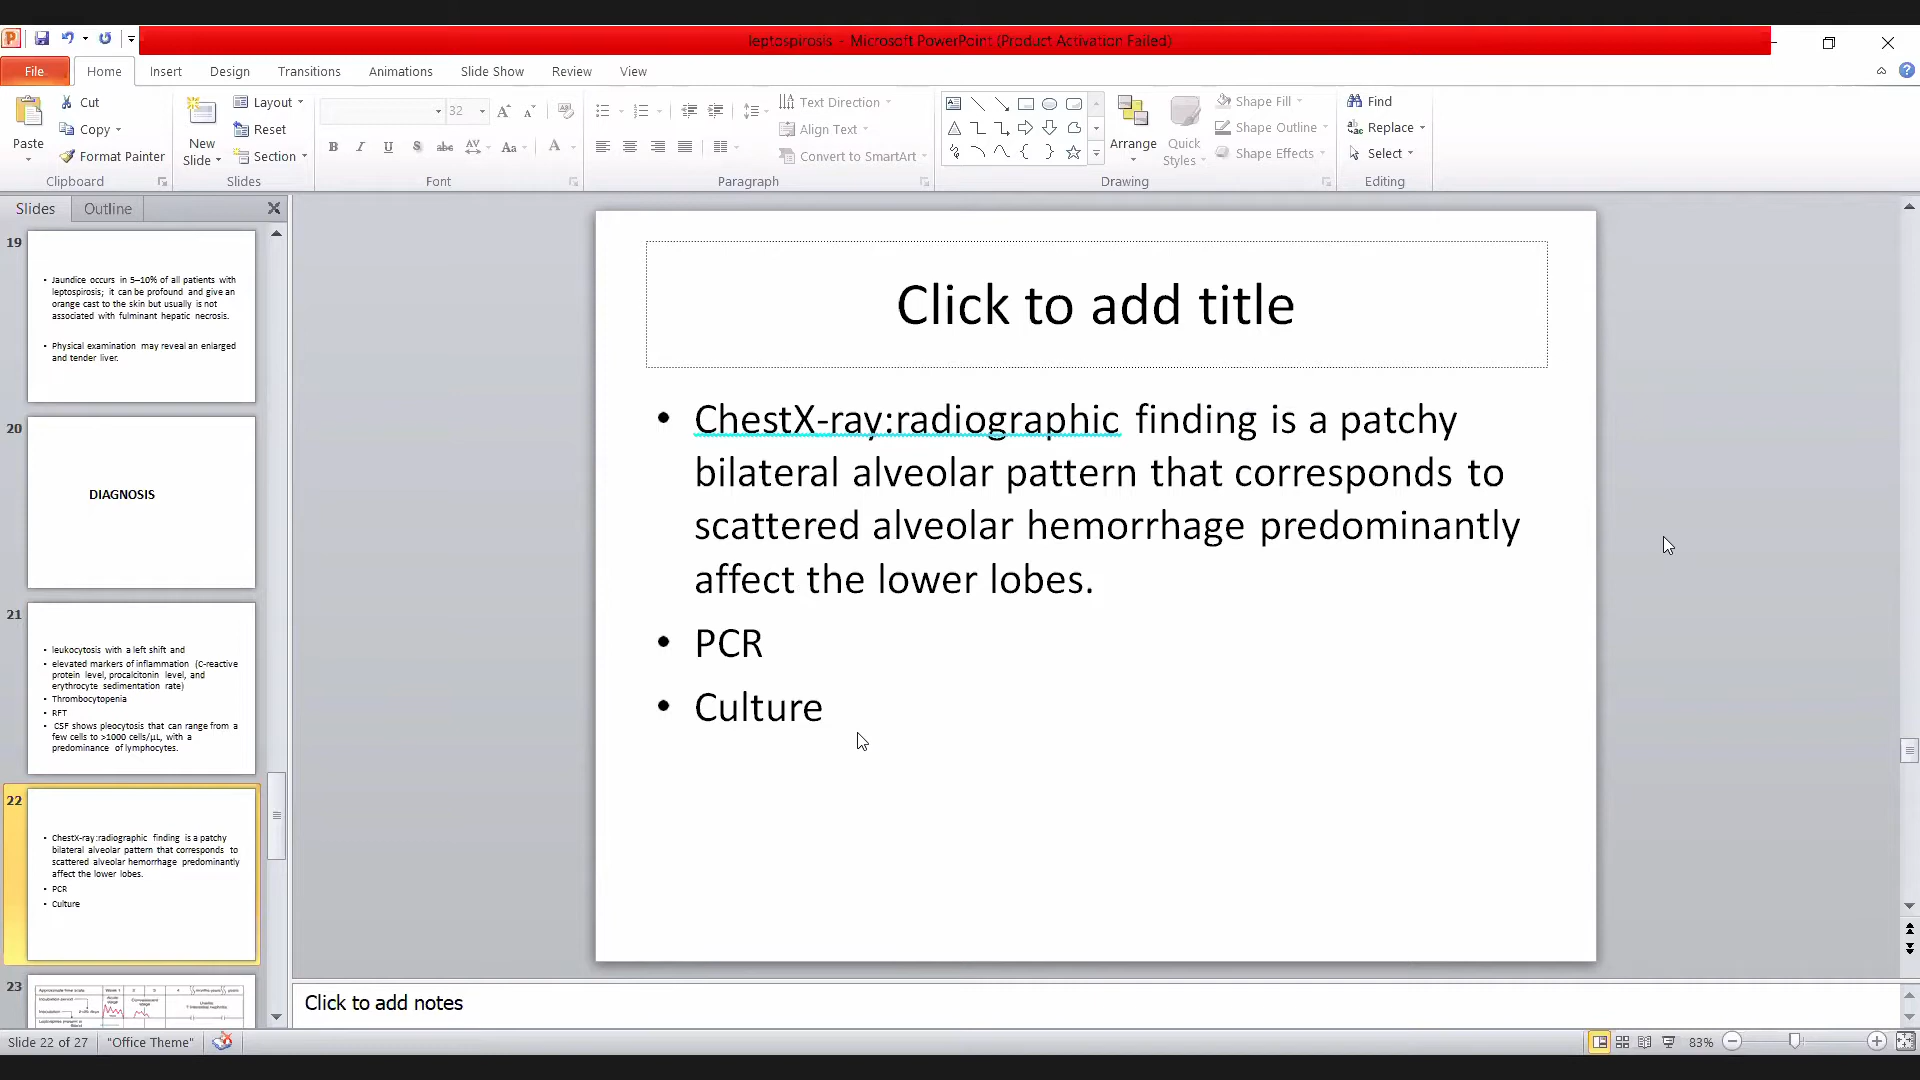 leptospirosis - Microsoft PowerPoint (Product Activation Failed)
File Home Insert Design Transitions Animations Slide Show Review View
Paste
Cut
Copy
Format Painter
Clipboard
New
Slide
Layout
Reset
Section
Slides
32
Font
Text Direction
Align Text
Convert to SmartArt
Paragraph
Arrange
Quick
Styles
Shape Fill
Shape Outline
Shape Effects
Drawing
Find
Replace
Select
Editing
Slides Outline
19
• Jaundice occurs in 5–10% of all patients with
leptospirosis; it can be profound and give an
orange cast to the skin but usually is not
associated with fulminant hepatic necrosis.
• Physical examination may reveal an enlarged
and tender liver.
20
DIAGNOSIS
21
• leukocytosis with a left shift and
• elevated markers of inflammation (C-reactive
protein level, procalcitonin level, and
erythrocyte sedimentation rate)
• Thrombocytopenia
• RFT
• CSF shows pleocytosis that can range from a
few cells to >1000 cells/μL, with a
predominance of lymphocytes.
22
• ChestX-ray:radiographic finding is a patchy
bilateral alveolar pattern that corresponds to
scattered alveolar hemorrhage predominantly
affect the lower lobes.
• PCR
• Culture
23
Click to add title
• ChestX-ray:radiographic finding is a patchy
bilateral alveolar pattern that corresponds to
scattered alveolar hemorrhage predominantly
affect the lower lobes.
• PCR
• Culture
Click to add notes
Slide 22 of 27 "Office Theme" 83%